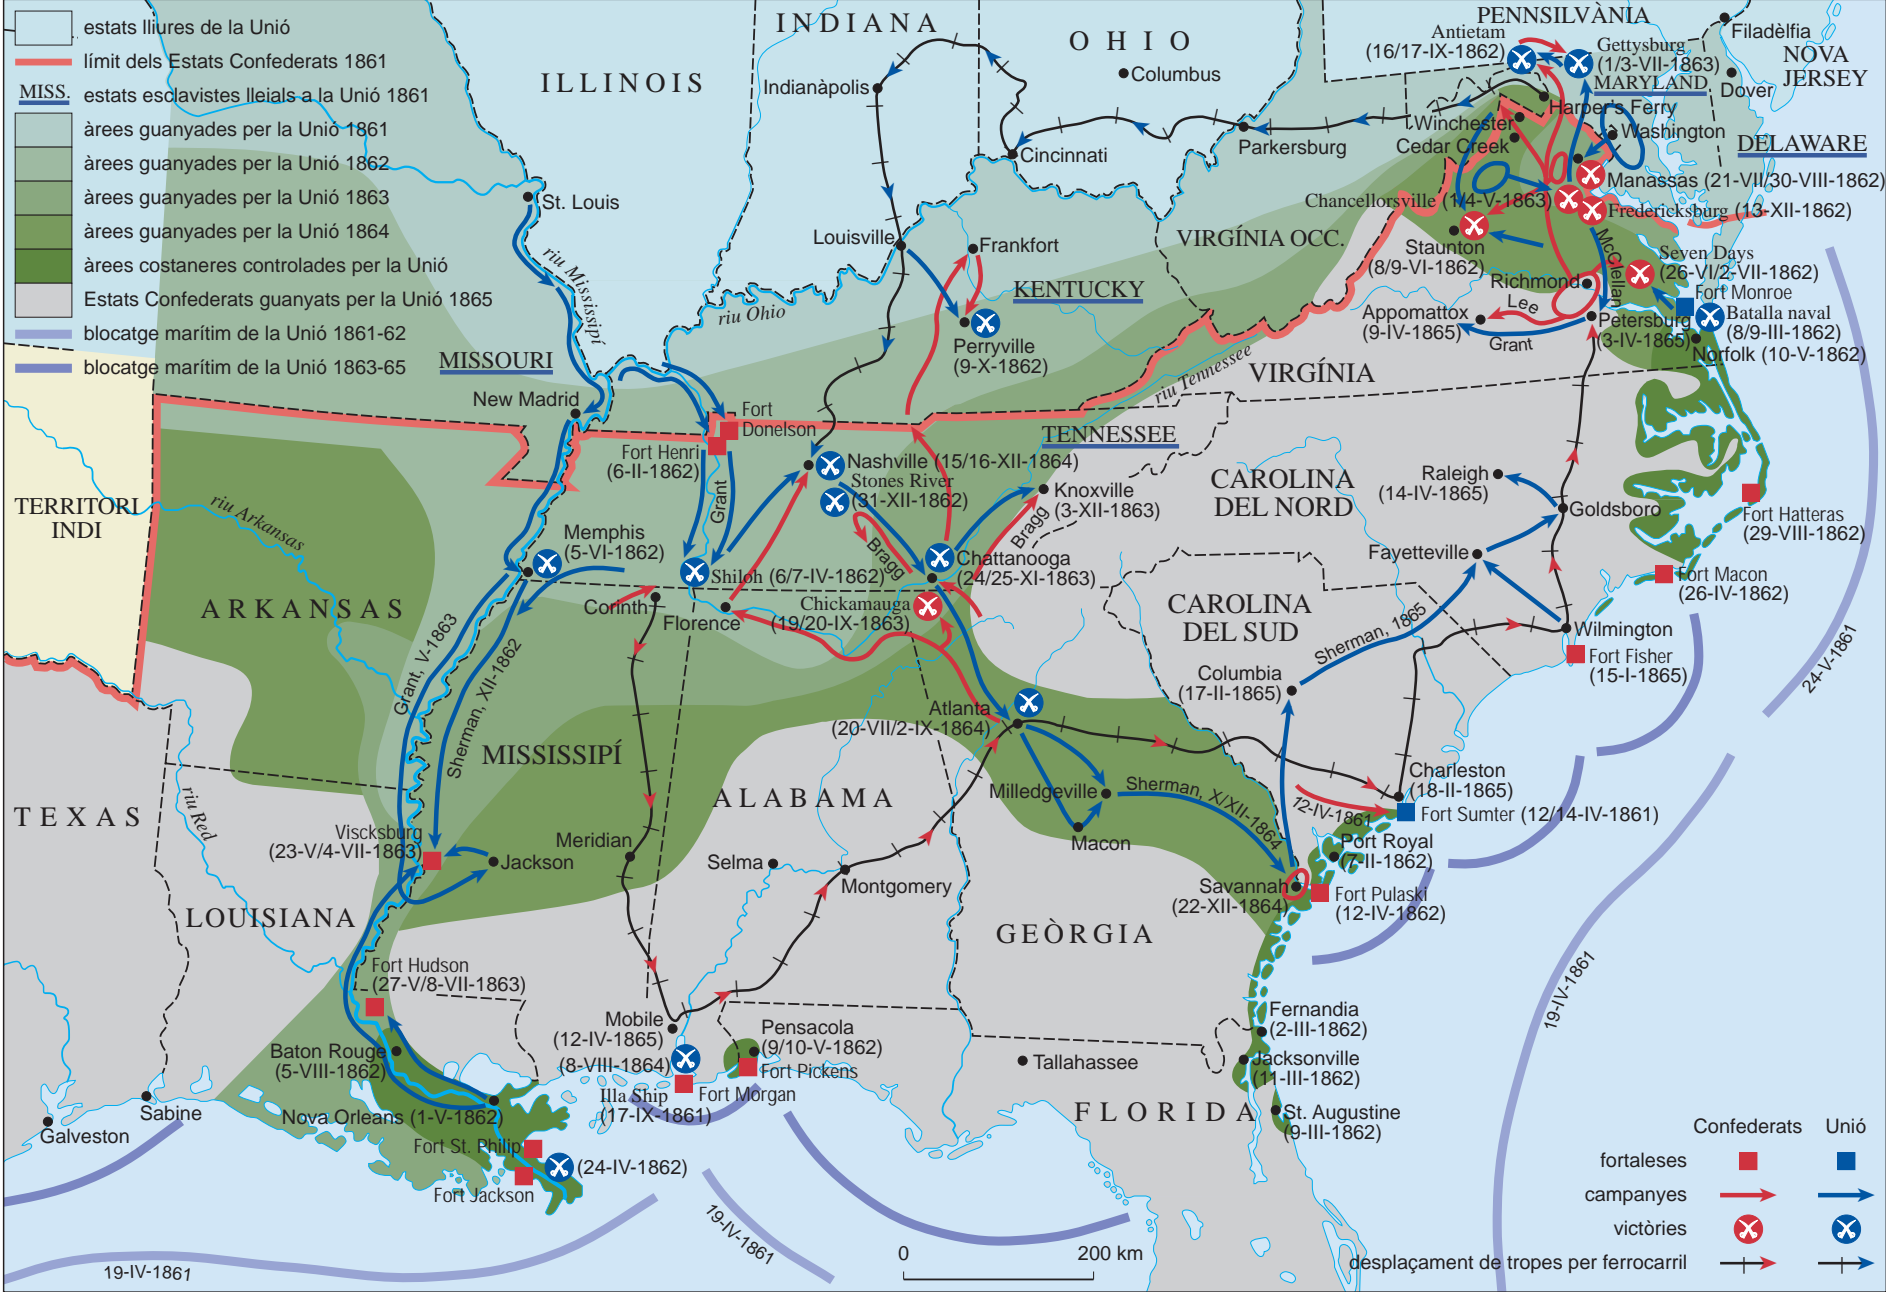 estats lliures de la Unió
límit dels Estats Confederats 1861
MISS.
estats esclavistes lleials a la Unió 1861
àrees guanyades per la Unió 1861
àrees guanyades per la Unió 1862
àrees guanyades per la Unió 1863
àrees guanyades per la Unió 1864
àrees costaneres controlades per la Unió
Estats Confederats guanyats per la Unió 1865
blocatge marítim de la Unió 1861-62
blocatge marítim de la Unió 1863-65
INDIANA
OHIO
ILLINOIS
PENNSILVÀNIA
Antietam
(16/17-IX-1862)
Gettysburg
(1/3-VII-1863)
MARYLAND
Filadèlfia
NOVA
JERSEY
Dover
DELAWARE
Columbus
Indianàpolis
Cincinnati
Parkersburg
Harper's Ferry
Winchester
Cedar Creek
Washington
Manassas (21-VII/30-VIII-1862)
Chancellorsville (1/4-V-1863)
Fredericksburg (13-XII-1862)
St. Louis
riu Mississipí
Louisville
Frankfort
VIRGÍNIA OCC.
Staunton
(8/9-VI-1862)
McClellan
Seven Days
(26-VI/2-VII-1862)
Richmond
Lee
Fort Monroe
Batalla naval
(8/9-III-1862)
Appomattox
(9-IV-1865)
Grant
Petersburg
(3-IV-1865)
Norfolk (10-V-1862)
KENTUCKY
riu Ohio
Perryville
(9-X-1862)
MISSOURI
VIRGÍNIA
riu Tennessee
New Madrid
Fort
Donelson
Fort Henri
(6-II-1862)
Grant
TENNESSEE
Nashville (15/16-XII-1864)
Stones River
(31-XII-1862)
Knoxville
(3-XII-1863)
Bragg
Bragg
CAROLINA
DEL NORD
Raleigh
(14-IV-1865)
Goldsboro
Fort Hatteras
(29-VIII-1862)
TERRITORI
INDI
riu Arkansas
Memphis
(5-VI-1862)
Shiloh (6/7-IV-1862)
Chattanooga
(24/25-XI-1863)
Chickamauga
(19/20-IX-1863)
Fayetteville
Fort Macon
(26-IV-1862)
ARKANSAS
Corinth
Florence
CAROLINA
DEL SUD
Sherman, 1865
Wilmington
Fort Fisher
(15-I-1865)
24-V-1861
Grant, V-1863
Sherman, XII-1862
Columbia
(17-II-1865)
Atlanta
(20-VII/2-IX-1864)
MISSISSIPÍ
TEXAS
riu Red
ALABAMA
Milledgeville
Sherman, X/XII-1864
12-IV-1861
Charleston
(18-II-1865)
Fort Sumter (12/14-IV-1861)
Viscksburg
(23-V/4-VII-1863)
Jackson
Meridian
Selma
Montgomery
Macon
Port Royal
(7-II-1862)
Savannah
(22-XII-1864)
Fort Pulaski
(12-IV-1862)
LOUISIANA
GEÒRGIA
Fort Hudson
(27-V/8-VII-1863)
19-IV-1861
Mobile
(12-IV-1865)
(8-VIII-1864)
Pensacola
(9/10-V-1862)
Fort Pickens
Fort Morgan
Illa Ship
(17-IX-1861)
Tallahassee
Fernandia
(2-III-1862)
Jacksonville
(11-III-1862)
Baton Rouge
(5-VIII-1862)
Sabine
Galveston
Nova Orleans (1-V-1862)
FLORIDA
St. Augustine
(9-III-1862)
Fort St. Philip
(24-IV-1862)
Fort Jackson
19-IV-1861
19-IV-1861
0
200 km
Confederats
Unió
fortaleses
campanyes
victòries
desplaçament de tropes per ferrocarril